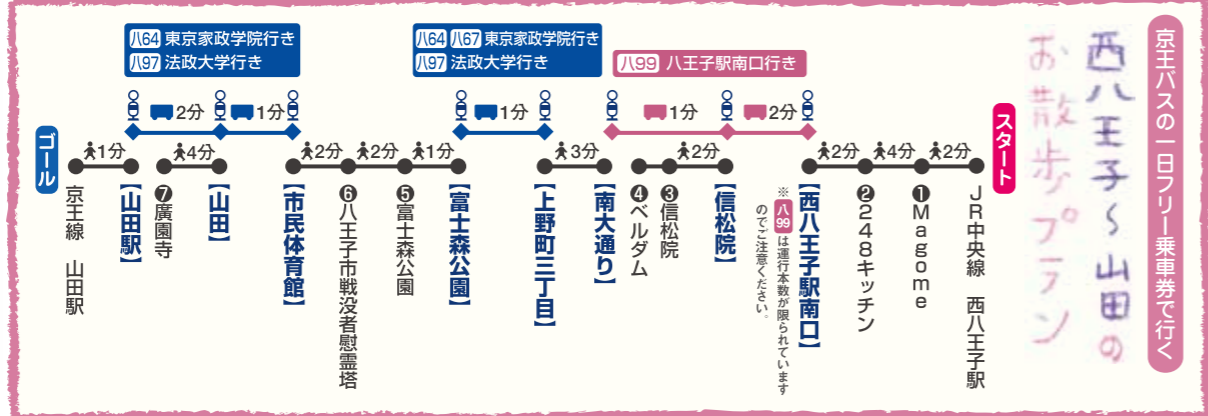 京王バスの一日フリー乗車券で行く
西八王子～山田の
お散歩プラン
スタート
JR中央線 西八王子駅
2分
❶Magome
4分
❷248キッチン
2分
【西八王子駅南口】
※八99は運行本数が限られています
のでご注意ください。
八99 八王子駅南口行き
2分
【信松院】
2分
❸信松院
❹ベルダム
1分
【南大通り】
3分
【上野町三丁目】
八64 八67 東京家政学院行き
八97 法政大学行き
1分
【富士森公園】
1分
❺富士森公園
2分
❻八王子市戦没者慰霊塔
2分
【市民体育館】
八64 東京家政学院行き
八97 法政大学行き
1分
【山田】
4分
❼廣園寺
2分
【山田駅】
1分
京王線 山田駅
ゴール